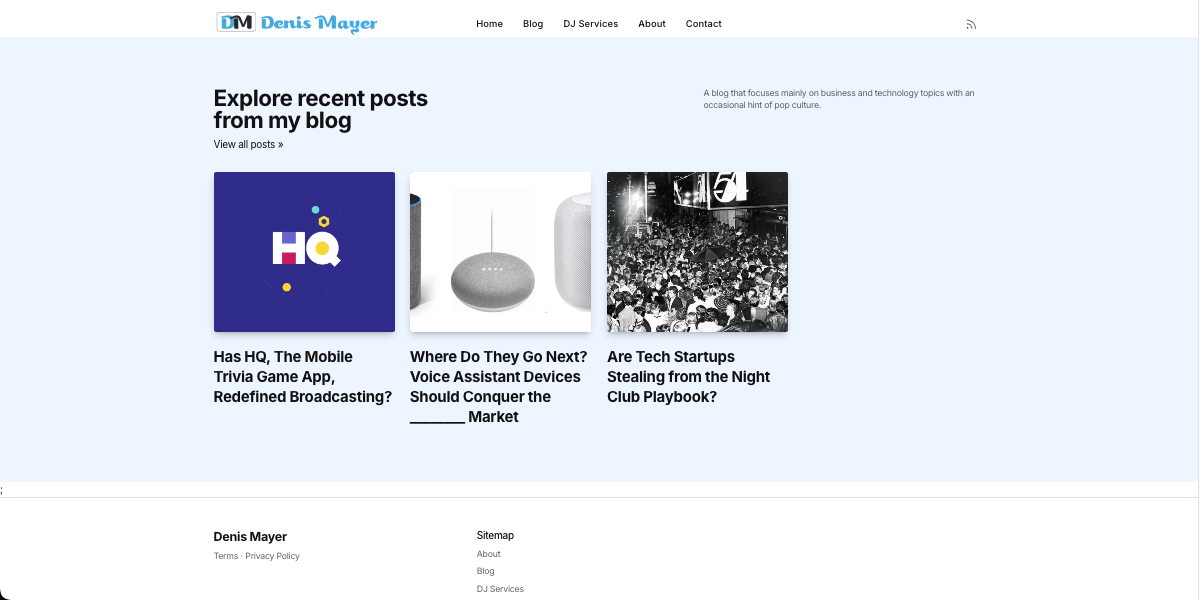 DM Denis Mayer
Home Blog DJ Services About Contact
Explore recent posts
from my blog
A blog that focuses mainly on business and technology topics with an
occasional hint of pop culture.
View all posts »
HQ
54
Has HQ, The Mobile
Trivia Game App,
Redefined Broadcasting?
Where Do They Go Next?
Voice Assistant Devices
Should Conquer the
________ Market
Are Tech Startups
Stealing from the Night
Club Playbook?
;
Denis Mayer
Terms · Privacy Policy
Sitemap
About
Blog
DJ Services